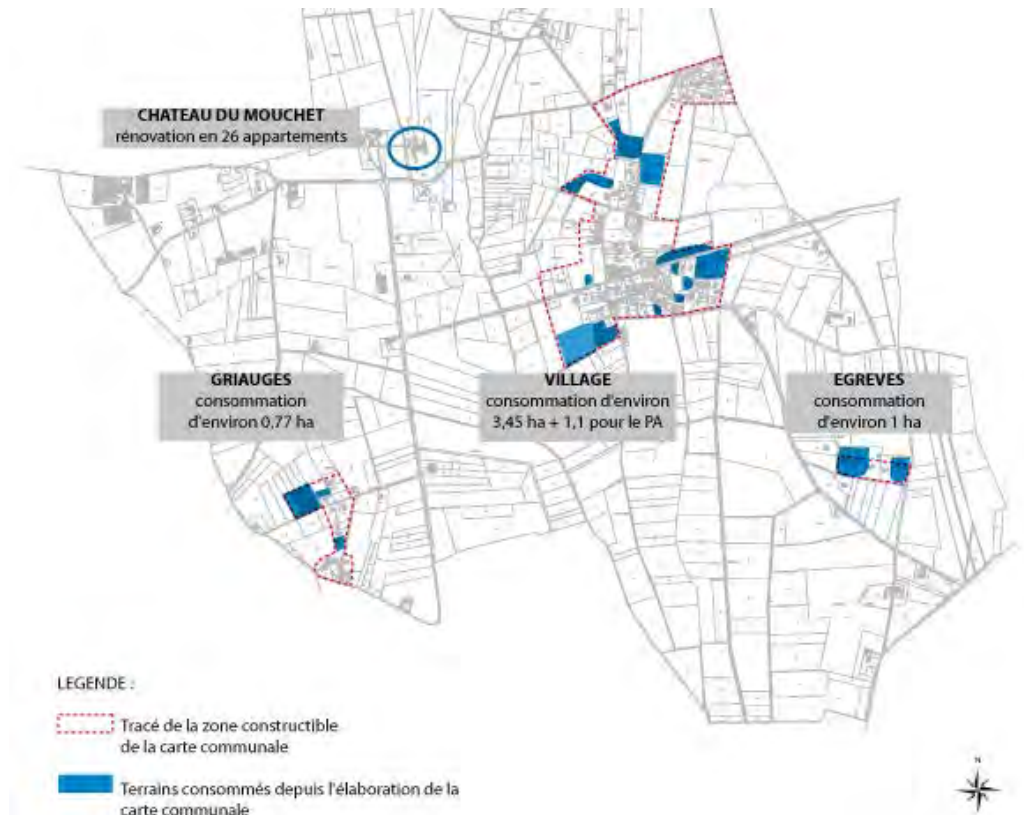 CHATEAU DU MOUCHET
rénovation en 26 appartements
GRIAUGES
consommation
d'environ 0,77 ha
VILLAGE
consommation d'environ
3,45 ha + 1,1 pour le PA
EGREVES
consommation
d'environ 1 ha
LEGENDE :
Tracé de la zone constructible
de la carte communale
Terrains consommés depuis l'élaboration de la
carte communale
N